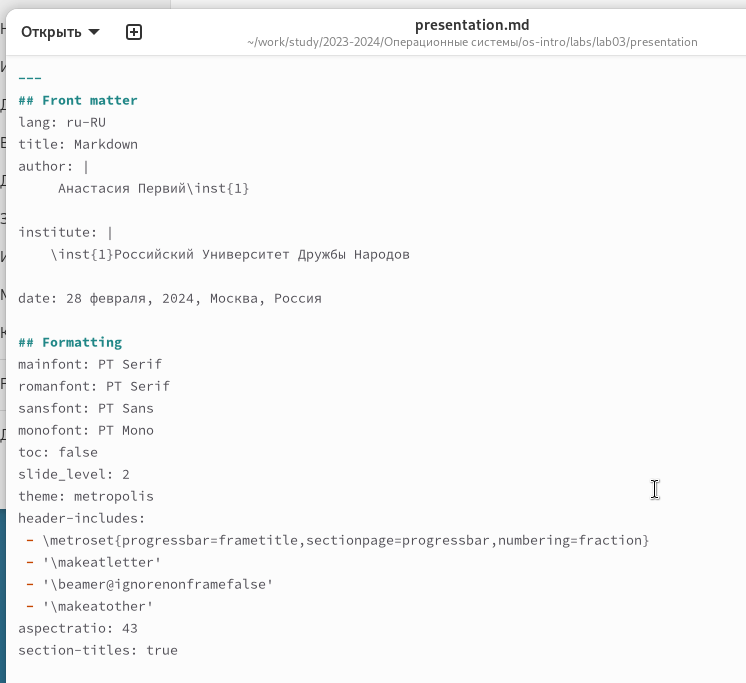 Открыть
presentation.md
~/work/study/2023-2024/Операционные системы/os-intro/labs/lab03/presentation
---
## Front matter
lang: ru-RU
title: Markdown
author: |
Анастасия Первий\inst{1}
institute: |
\inst{1}Российский Университет Дружбы Народов
date: 28 февраля, 2024, Москва, Россия
## Formatting
mainfont: PT Serif
romanfont: PT Serif
sansfont: PT Sans
monofont: PT Mono
toc: false
slide_level: 2
theme: metropolis
header-includes:
- \metroset{progressbar=frametitle,sectionpage=progressbar,numbering=fraction}
- '\makeatletter'
- '\beamer@ignorenonframefalse'
- '\makeatother'
aspectratio: 43
section-titles: true